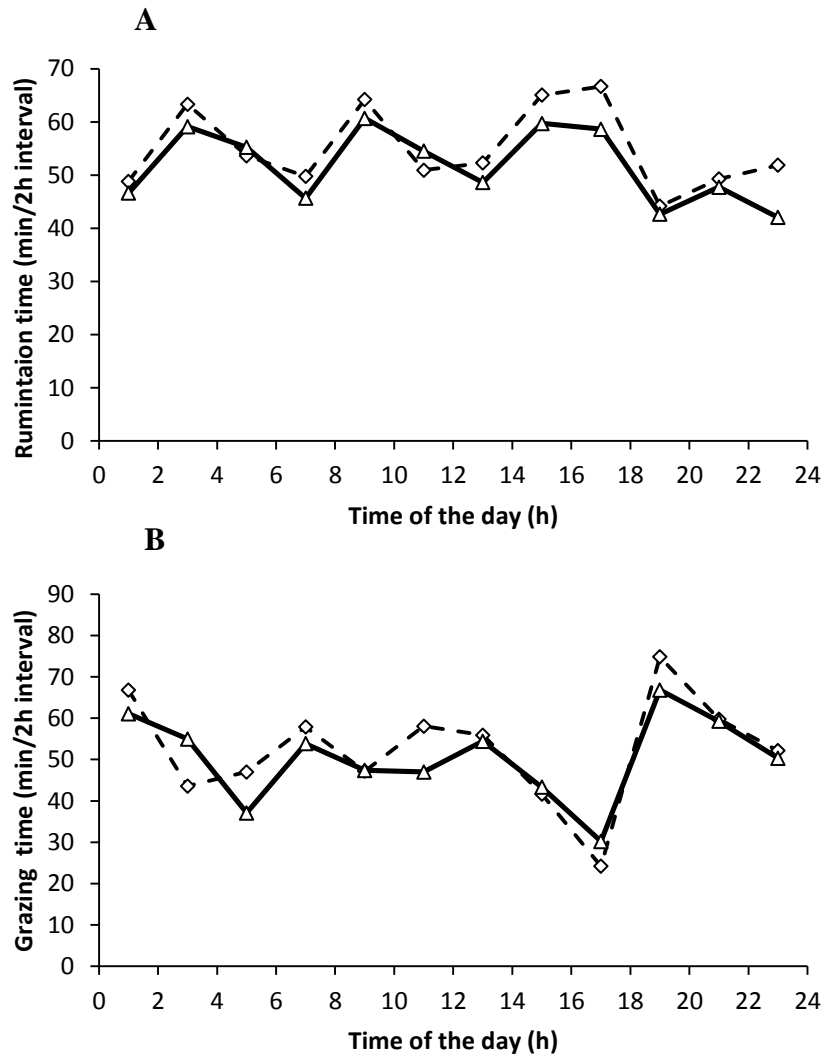 A
Rumintaion time (min/2h interval)
70
60
50
40
30
20
10
0
0 2 4 6 8 10 12 14 16 18 20 22 24
Time of the day (h)
B
Grazing time (min/2h interval)
90
80
70
60
50
40
30
20
10
0
0 2 4 6 8 10 12 14 16 18 20 22 24
Time of the day (h)